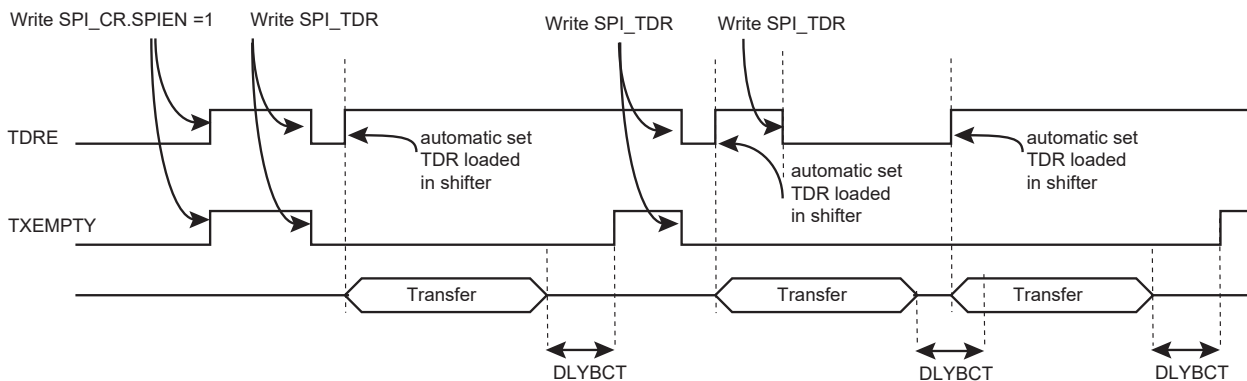 Write SPI_CR.SPIEN =1
Write SPI_TDR
Write SPI_TDR
Write SPI_TDR
TDRE
automatic set
TDR loaded
in shifter
automatic set
TDR loaded
in shifter
automatic set
TDR loaded
in shifter
TXEMPTY
Transfer
Transfer
Transfer
DLYBCT
DLYBCT
DLYBCT